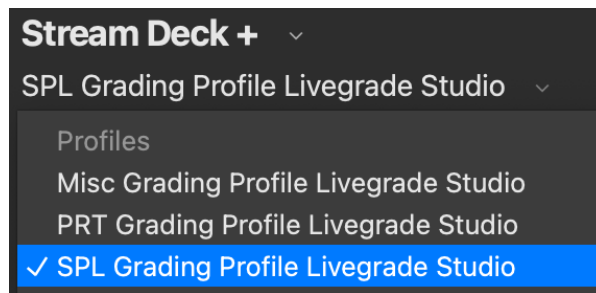 Stream Deck +
SPL Grading Profile Livegrade Studio
Profiles
Misc Grading Profile Livegrade Studio
PRT Grading Profile Livegrade Studio
✓ SPL Grading Profile Livegrade Studio